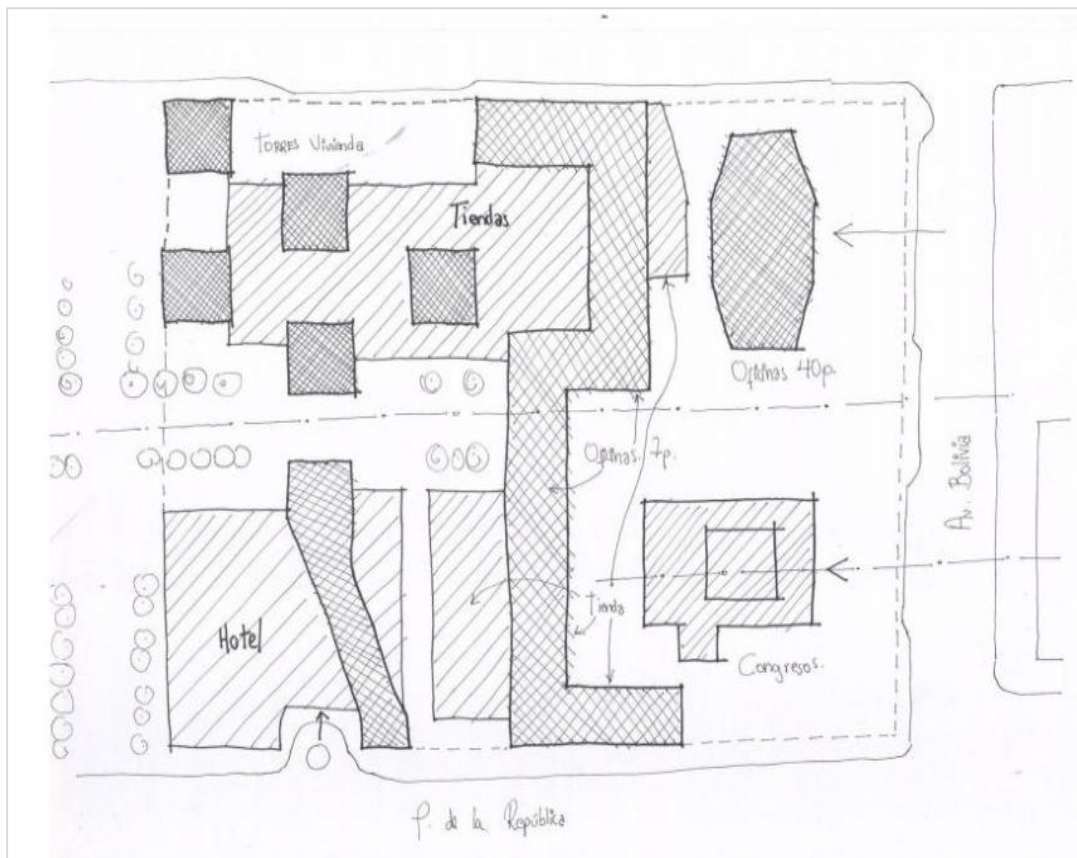 TORRES Vivienda
Tiendas
Oficinas 40p.
Oficinas 7p.
Av. Bolivia
Tienda
Hotel
Congresos.
P. de la República